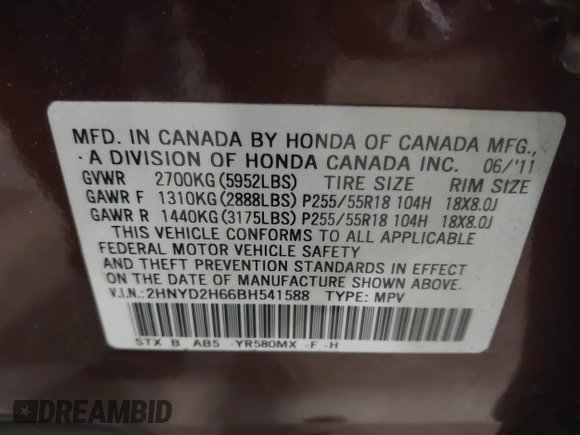 MFD. IN CANADA BY HONDA OF CANADA MFG.,
A DIVISION OF HONDA CANADA INC. 06/'11
GVWR 2700KG (5952LBS) TIRE SIZE RIM SIZE
GAWR F 1310KG (2888LBS) P255/55R18 104H 18X8.0J
GAWR R 1440KG (3175LBS) P255/55R18 104H 18X8.0J
THIS VEHICLE CONFORMS TO ALL APPLICABLE
FEDERAL MOTOR VEHICLE SAFETY
AND THEFT PREVENTION STANDARDS IN EFFECT
ON THE DATE OF MANUFACTURE SHOWN ABOVE.
V.I.N.:2HNYD2H66BH541588 TYPE: MPV
STX B AB5 -YR580MX -F -H
DREAMBID